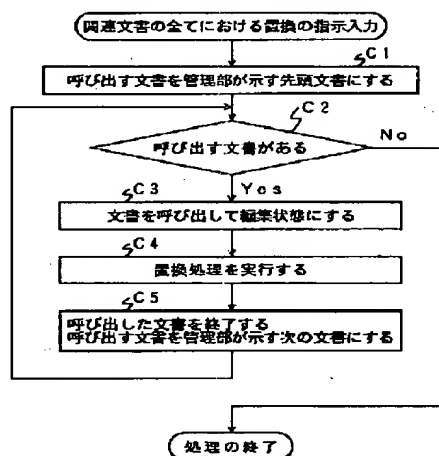 関連文書の全てにおける置換の指示入力
C1
呼び出す文書を管理部が示す先頭文書にする
C2
呼び出す文書がある
No
Yes
C3
文書を呼び出して編集状態にする
C4
置換処理を実行する
C5
呼び出した文書を終了する
呼び出す文書を管理部が示す次の文書にする
処理の終了